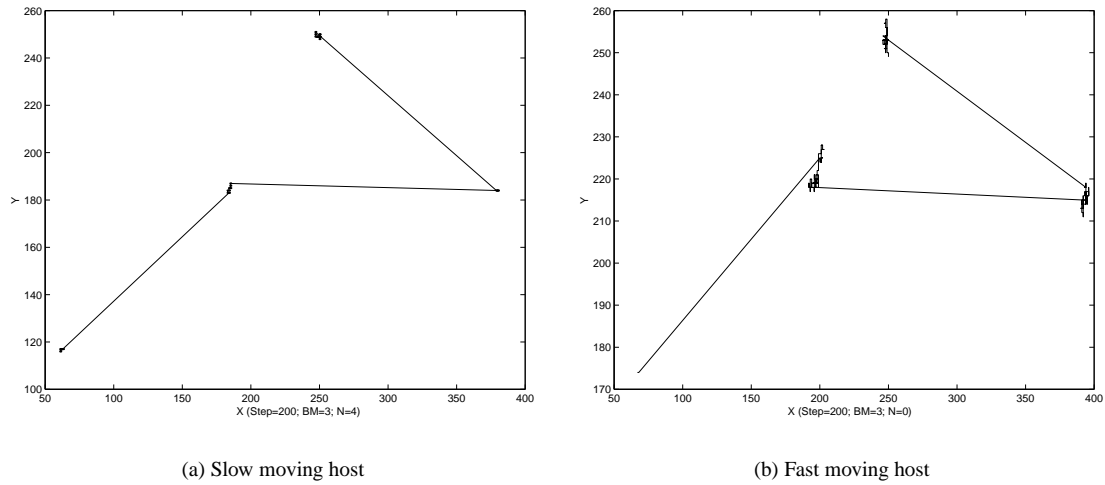 260
240
220
200
180
160
140
120
100
Y
50 100 150 200 250 300 350 400
X (Step=200; BM=3; N=4)
(a) Slow moving host
260
250
240
230
220
210
200
190
180
170
Y
50 100 150 200 250 300 350 400
X (Step=200; BM=3; N=0)
(b) Fast moving host